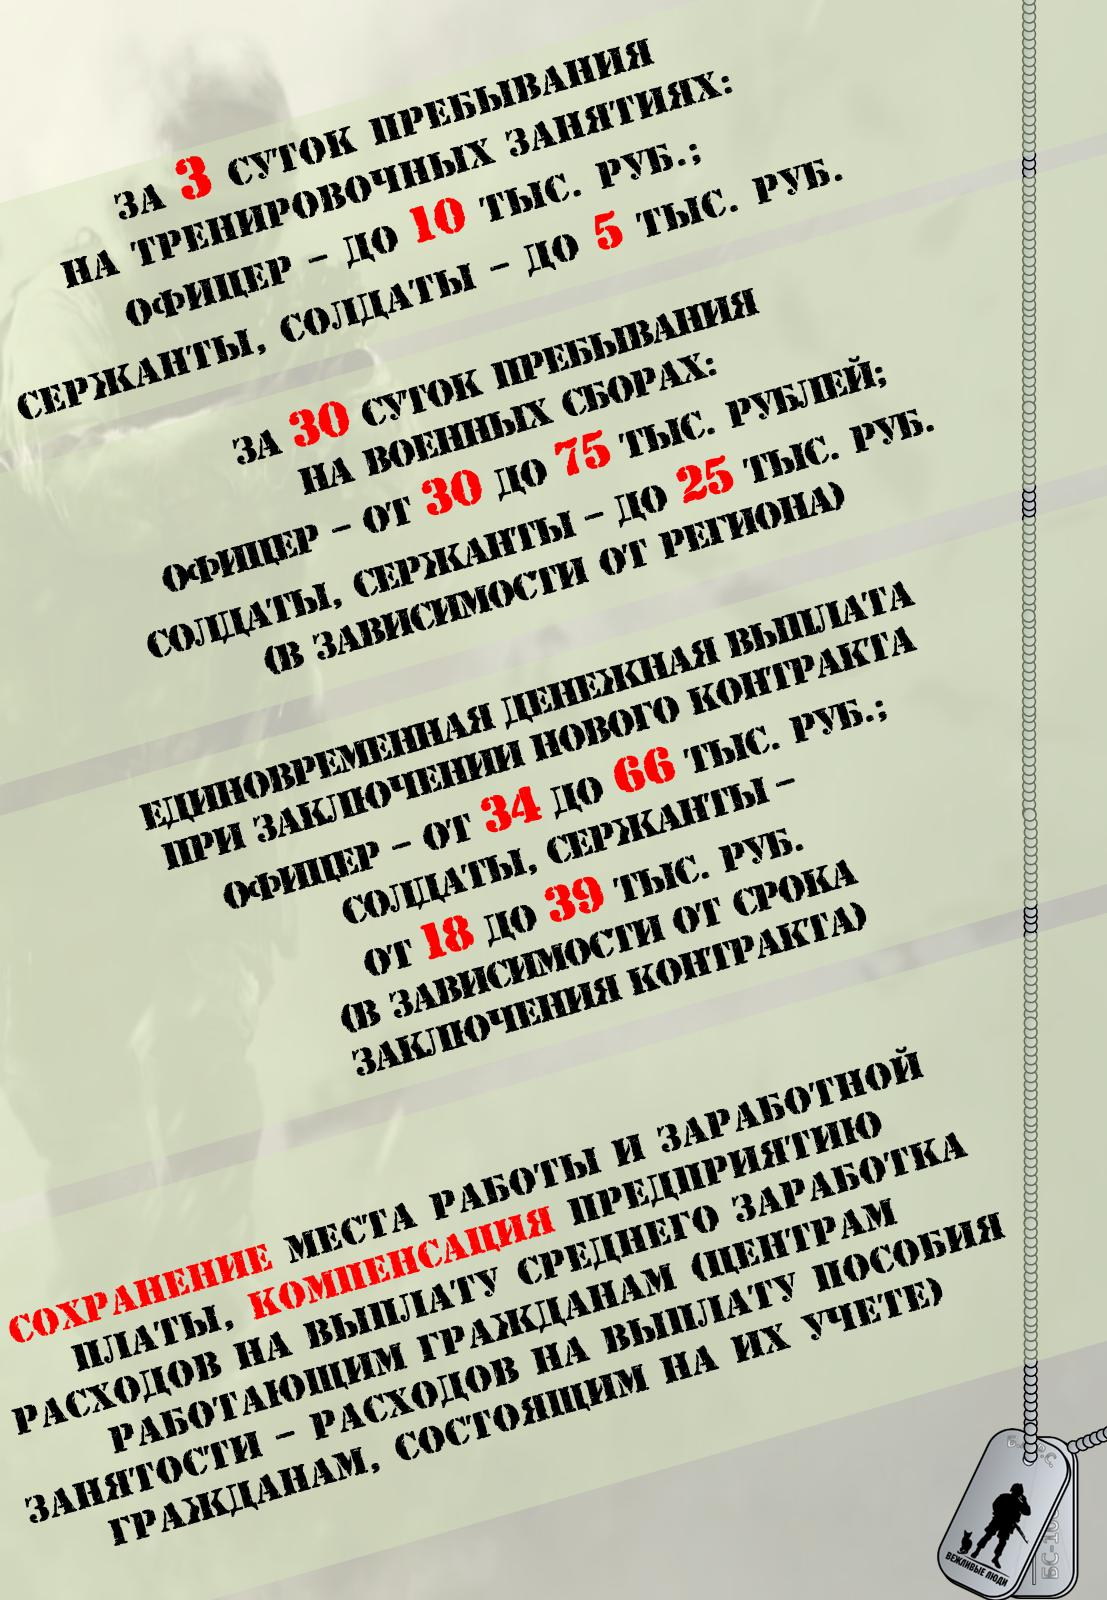 ЗА 3 СУТОК ПРЕБЫВАНИЯ
НА ТРЕНИРОВОЧНЫХ ЗАНЯТИЯХ:
ОФИЦЕР – ДО 10 ТЫС. РУБ.;
СЕРЖАНТЫ, СОЛДАТЫ – ДО 5 ТЫС. РУБ.
ЗА 30 СУТОК ПРЕБЫВАНИЯ
НА ВОЕННЫХ СБОРАХ:
ОФИЦЕР – ОТ 30 ДО 75 ТЫС. РУБЛЕЙ;
СОЛДАТЫ, СЕРЖАНТЫ – ДО 25 ТЫС. РУБ.
(В ЗАВИСИМОСТИ ОТ РЕГИОНА)
ЕДИНОВРЕМЕННАЯ ДЕНЕЖНАЯ ВЫПЛАТА
ПРИ ЗАКЛЮЧЕНИИ НОВОГО КОНТРАКТА
ОФИЦЕР – ОТ 34 ДО 66 ТЫС. РУБ.;
СОЛДАТЫ, СЕРЖАНТЫ –
ОТ 18 ДО 39 ТЫС. РУБ.
(В ЗАВИСИМОСТИ ОТ СРОКА
ЗАКЛЮЧЕНИЯ КОНТРАКТА)
СОХРАНЕНИЕ МЕСТА РАБОТЫ И ЗАРАБОТНОЙ
ПЛАТЫ, КОМПЕНСАЦИЯ ПРЕДПРИЯТИЮ
РАСХОДОВ НА ВЫПЛАТУ СРЕДНЕГО ЗАРАБОТКА
РАБОТАЮЩИМ ГРАЖДАНАМ (ЦЕНТРАМ
ЗАНЯТОСТИ – РАСХОДОВ НА ВЫПЛАТУ ПОСОБИЯ
ГРАЖДАНАМ, СОСТОЯЩИМ НА ИХ УЧЕТЕ)
ВЕЖЛИВЫЕ ЛЮДИ